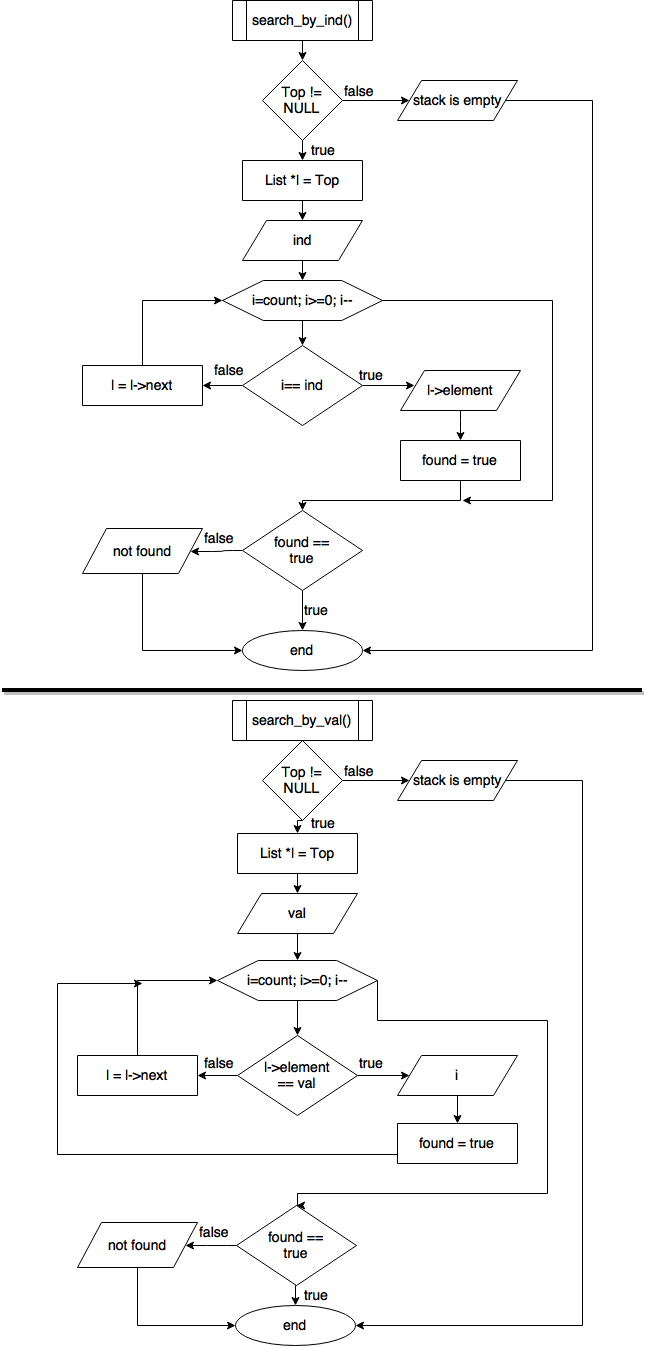 search_by_ind()
Top !=
NULL
false
stack is empty
true
List *l = Top
ind
i=count; i>=0; i--
false
true
l = l->next
i== ind
l->element
found = true
found ==
true
false
not found
true
end
search_by_val()
Top !=
NULL
false
stack is empty
true
List *l = Top
val
i=count; i>=0; i--
false
true
l = l->next
l->element
== val
i
found = true
found ==
true
false
not found
true
end